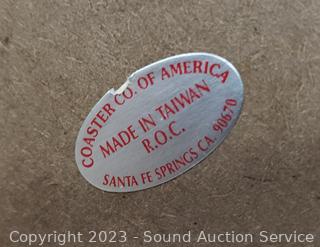 COASTER CO. OF AMERICA
MADE IN TAIWAN
R.O.C.
SANTA FE SPRINGS CA. 90670
Copyright 2023 - Sound Auction Service